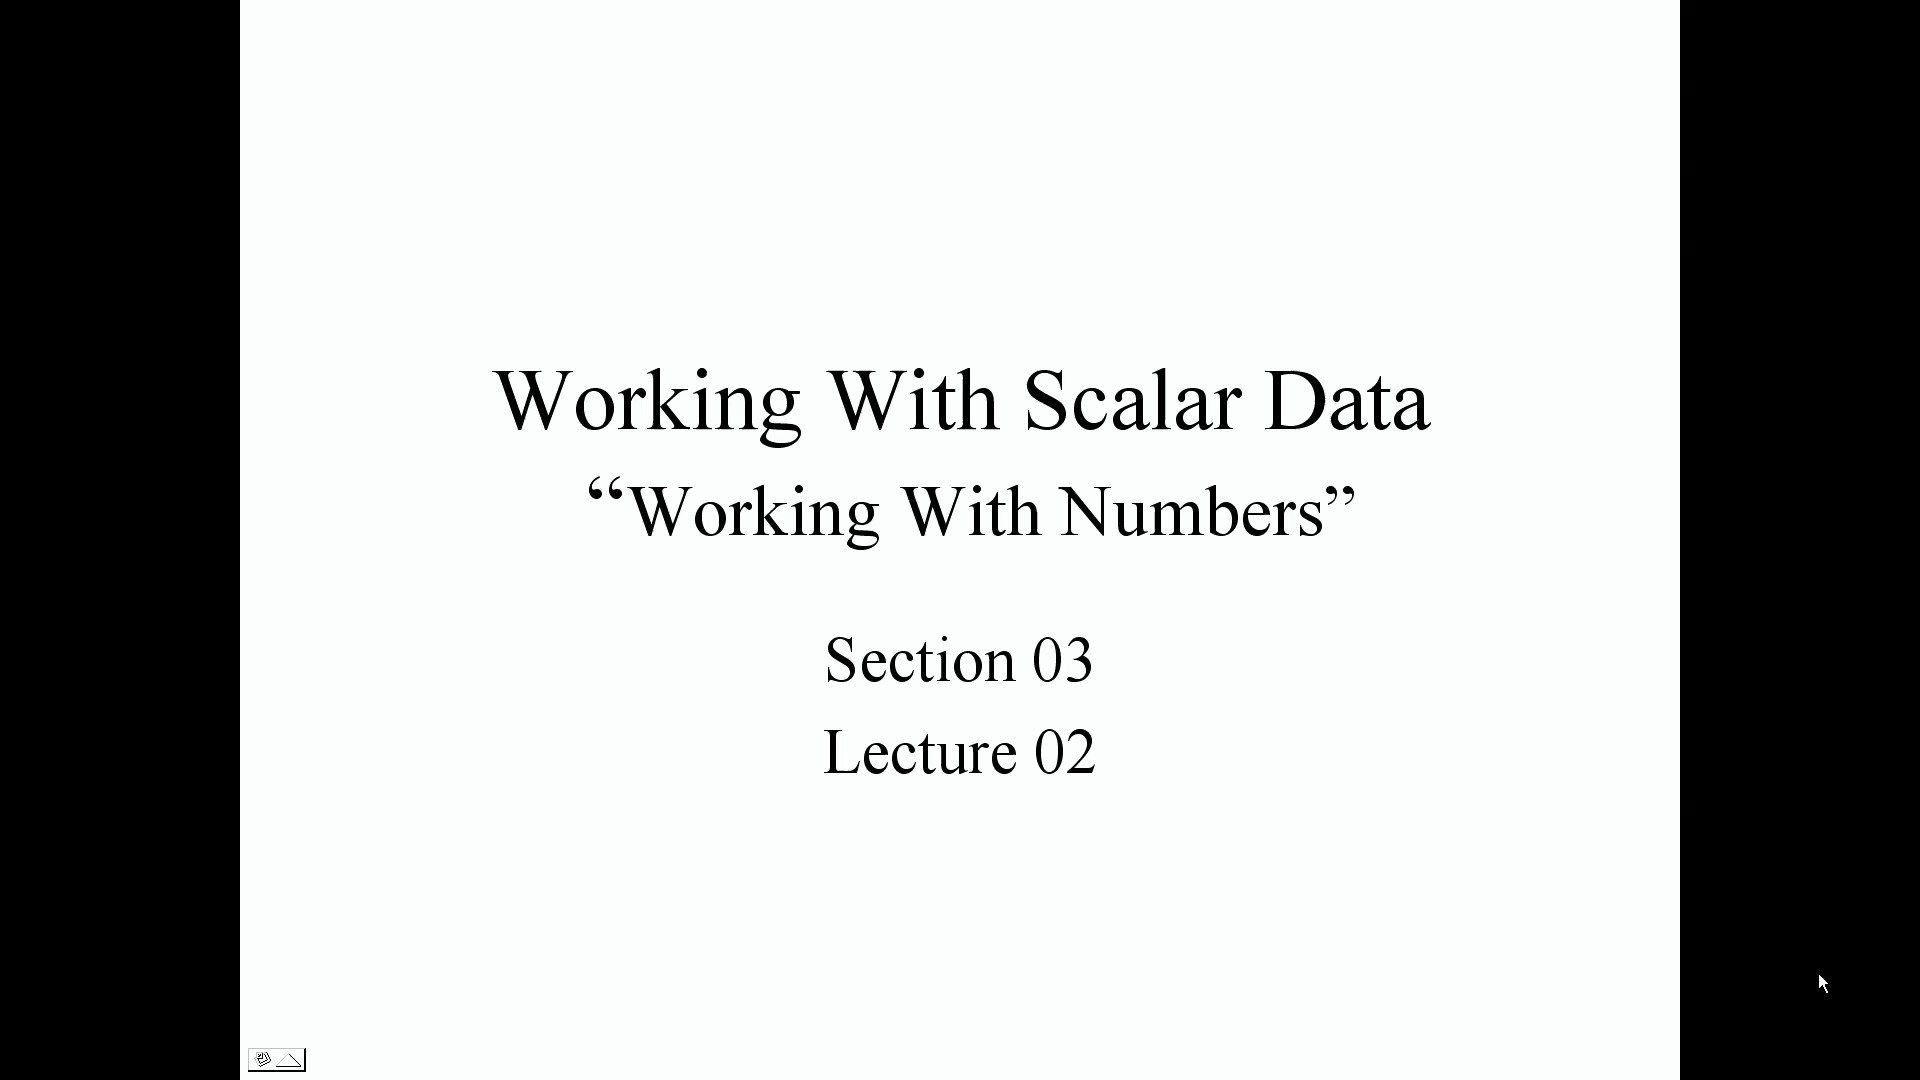 Working With Scalar Data
“Working With Numbers”
Section 03
Lecture 02